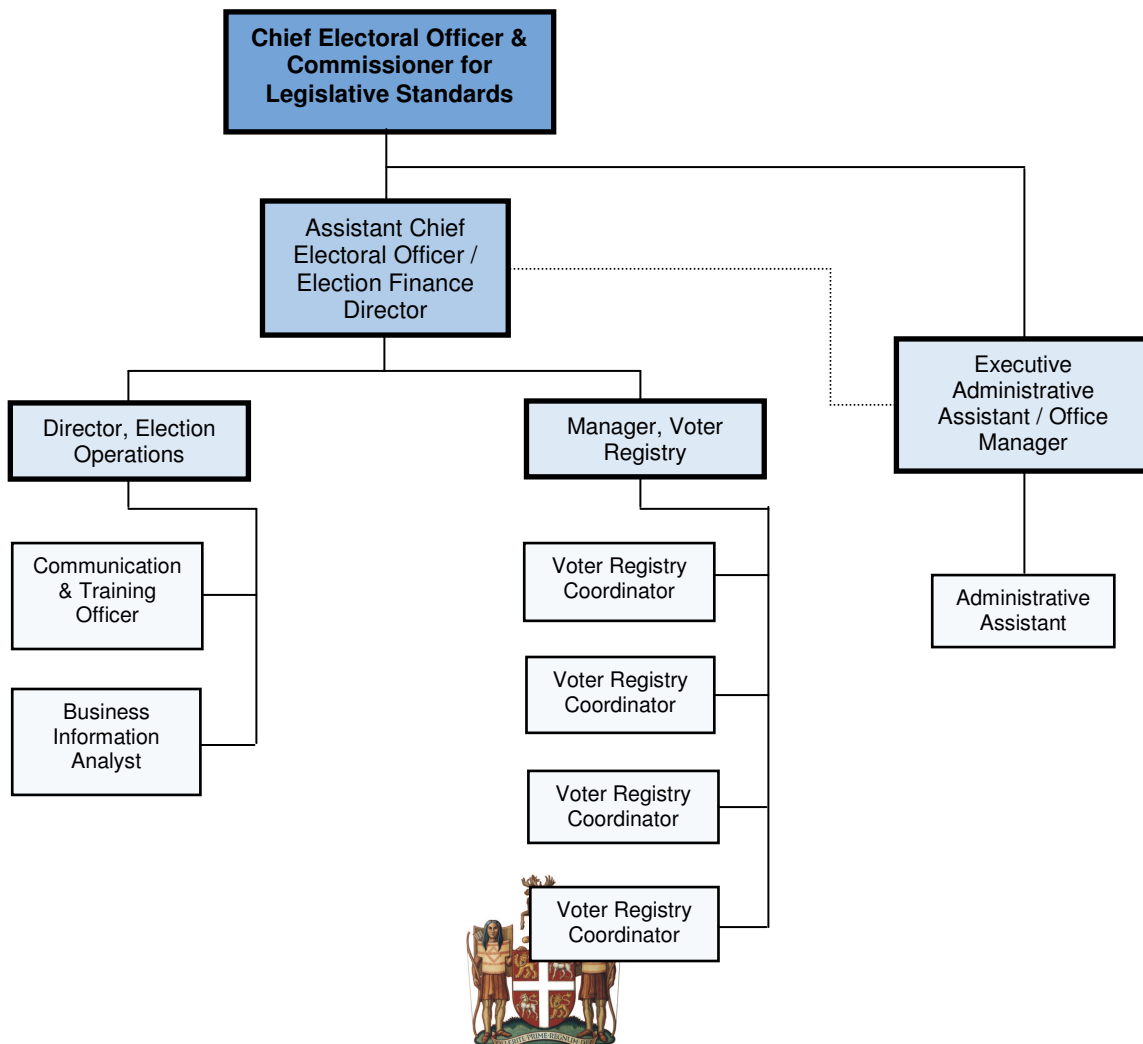 Chief Electoral Officer &
Commissioner for
Legislative Standards
Assistant Chief
Electoral Officer /
Election Finance
Director
Executive
Administrative
Assistant / Office
Manager
Director, Election
Operations
Manager, Voter
Registry
Communication
& Training
Officer
Voter Registry
Coordinator
Administrative
Assistant
Voter Registry
Coordinator
Business
Information
Analyst
Voter Registry
Coordinator
Voter Registry
Coordinator
PRIME REGNUM